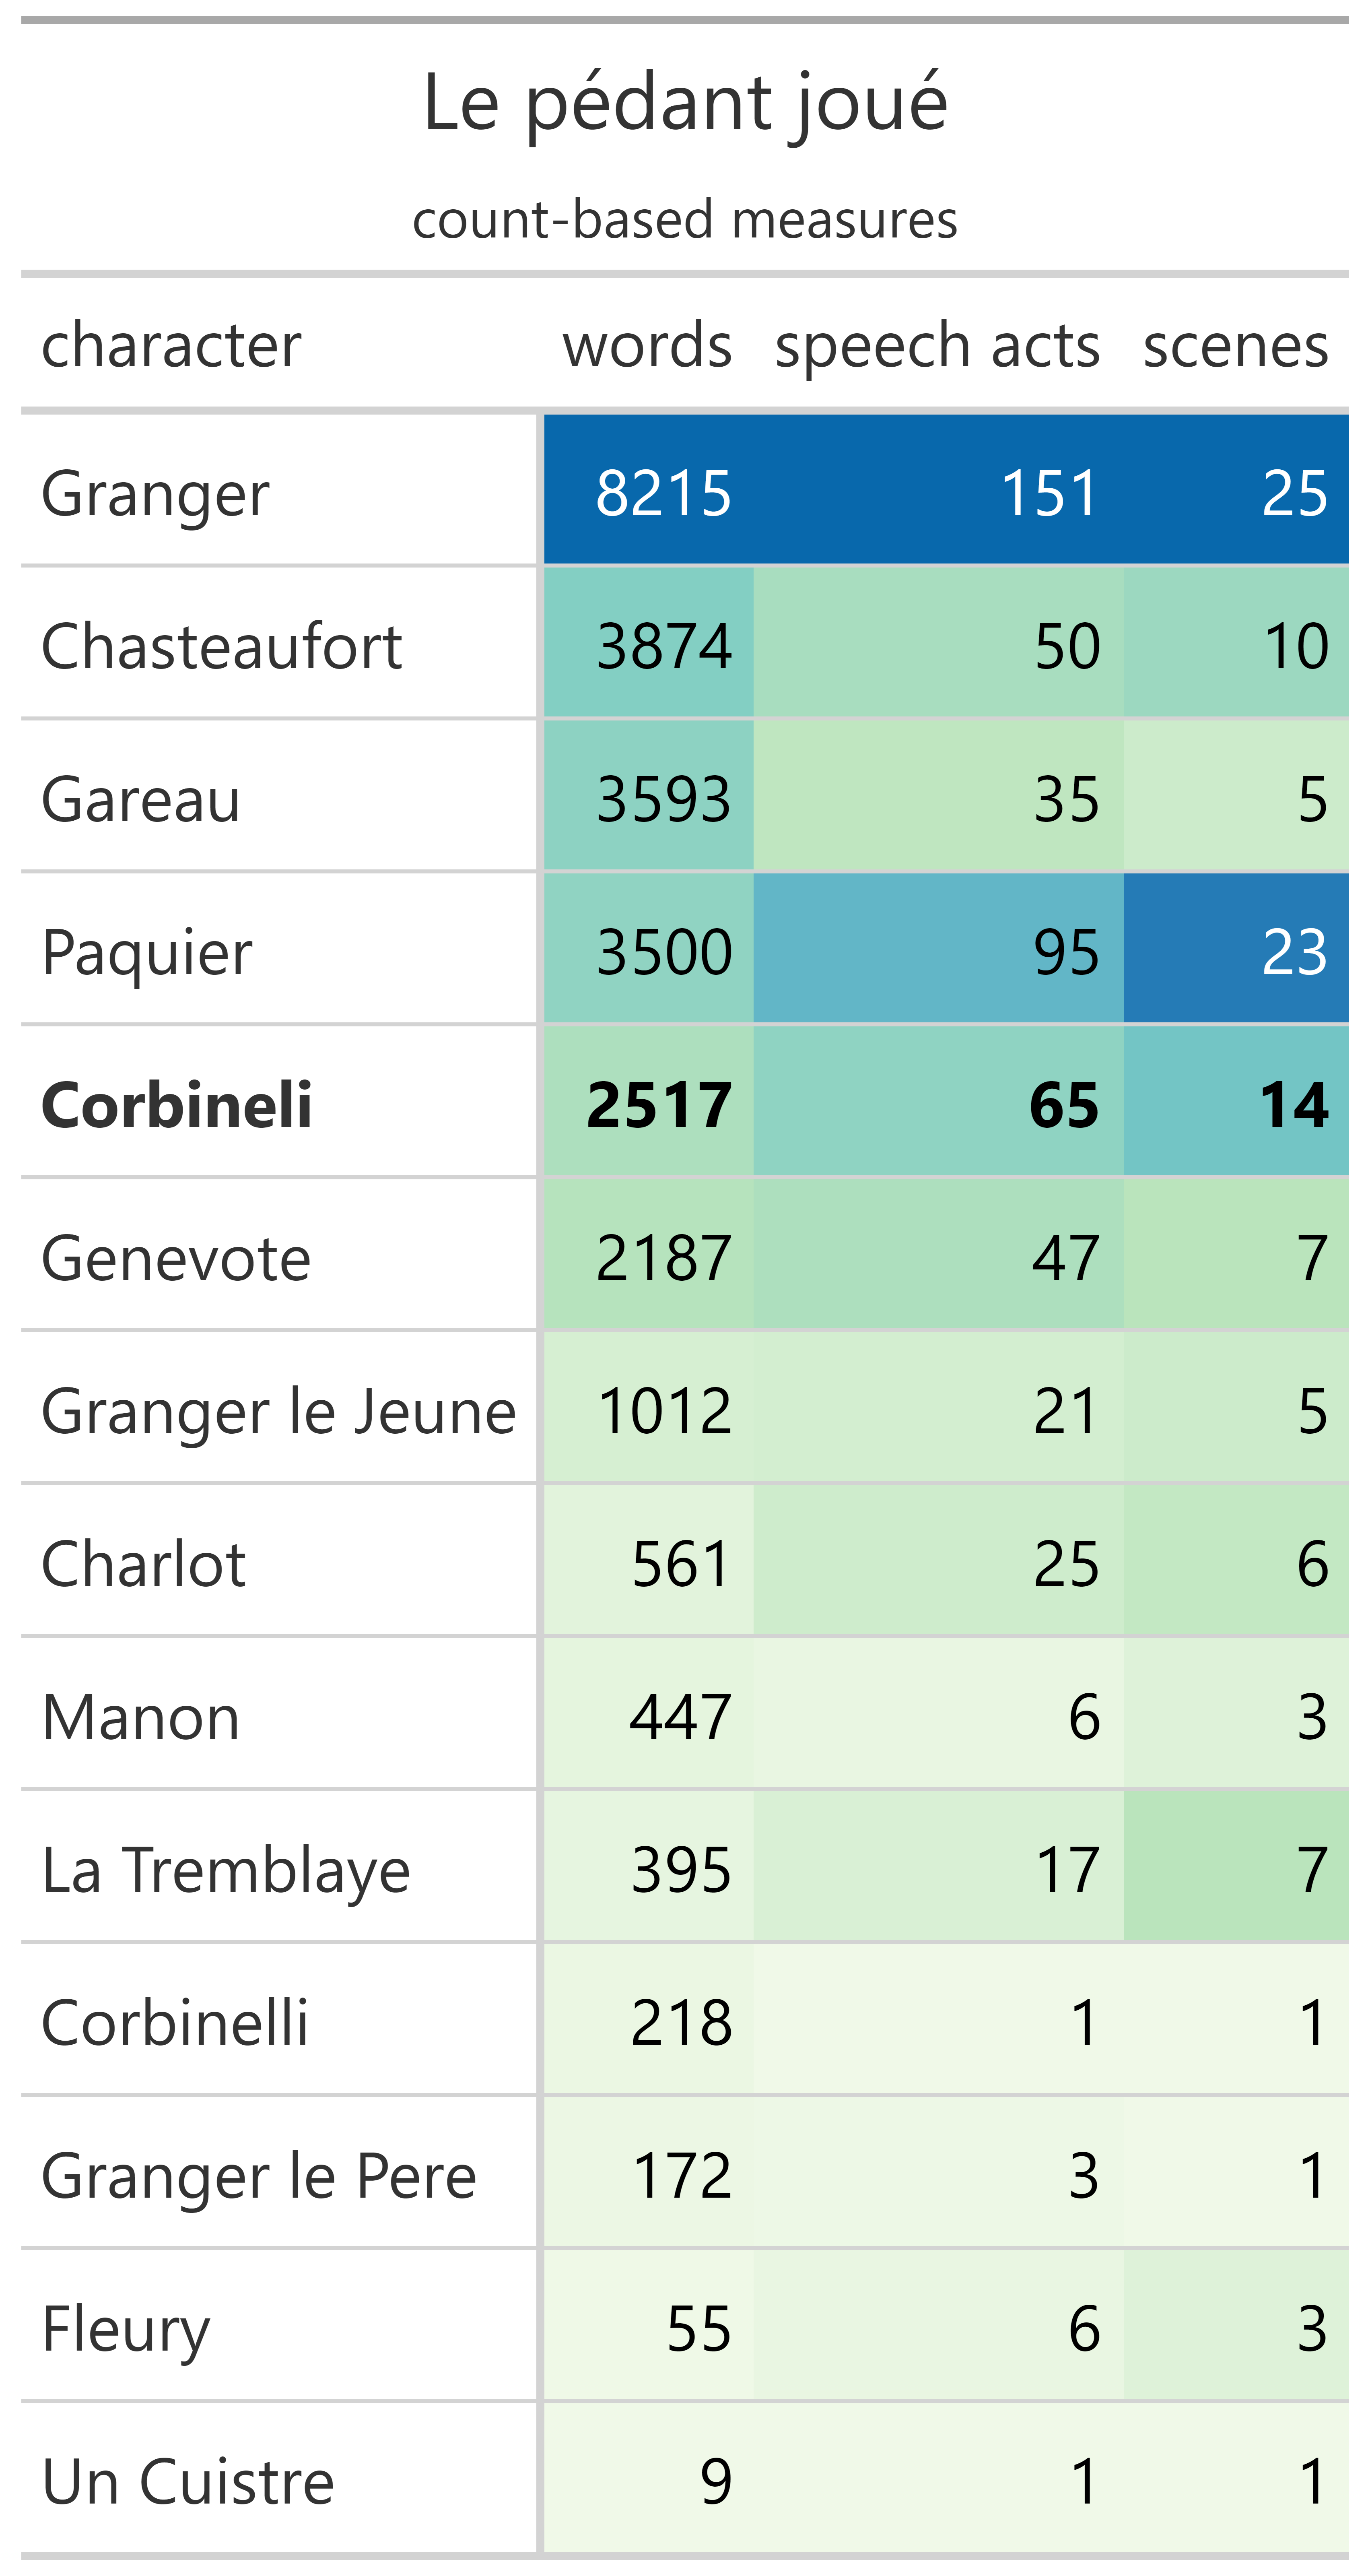 Le pédant joué
count-based measures
character words speech acts scenes
Granger 8215 151 25
Chasteaufort 3874 50 10
Gareau 3593 35 5
Paquier 3500 95 23
Corbineli 2517 65 14
Genevote 2187 47 7
Granger le Jeune 1012 21 5
Charlot 561 25 6
Manon 447 6 3
La Tremblaye 395 17 7
Corbinelli 218 1 1
Granger le Pere 172 3 1
Fleury 55 6 3
Un Cuistre 9 1 1